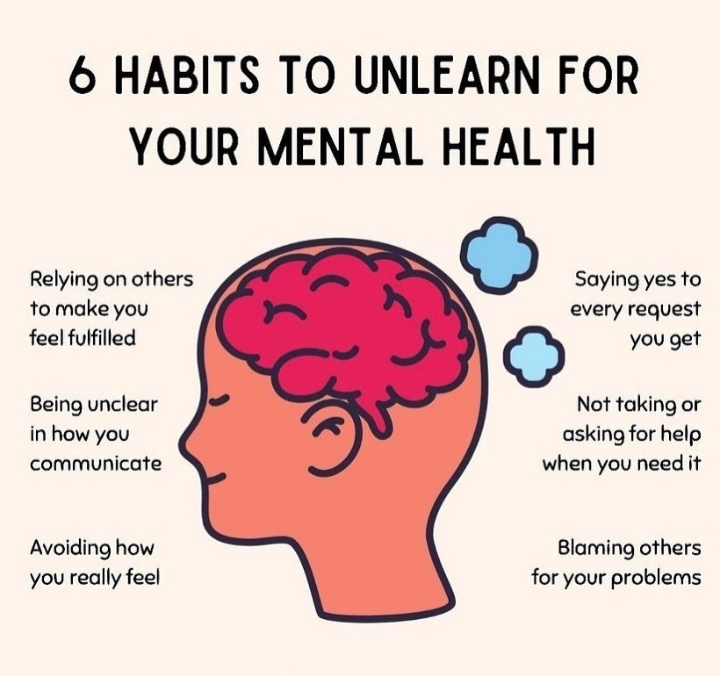 6 HABITS TO UNLEARN FOR
YOUR MENTAL HEALTH
Relying on others
to make you
feel fulfilled
Being unclear
in how you
communicate
Avoiding how
you really feel
Saying yes to
every request
you get
Not taking or
asking for help
when you need it
Blaming others
for your problems